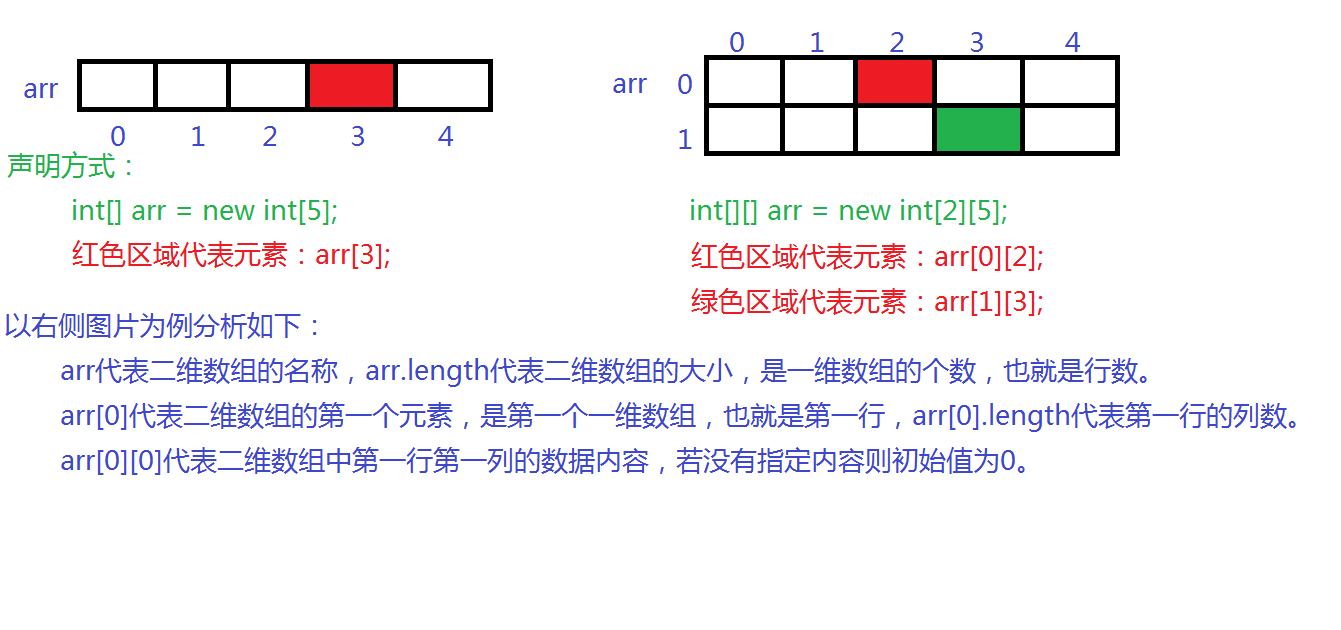 arr
0 1 2 3 4
声明方式：
int[] arr = new int[5];
红色区域代表元素：arr[3];
0 1 2 3 4
arr 0
1
int[][] arr = new int[2][5];
红色区域代表元素：arr[0][2];
绿色区域代表元素：arr[1][3];
以右侧图片为例分析如下：
arr代表二维数组的名称，arr.length代表二维数组的大小，是一维数组的个数，也就是行数。
arr[0]代表二维数组的第一个元素，是第一个一维数组，也就是第一行，arr[0].length代表第一行的列数。
arr[0][0]代表二维数组中第一行第一列的数据内容，若没有指定内容则初始值为0。